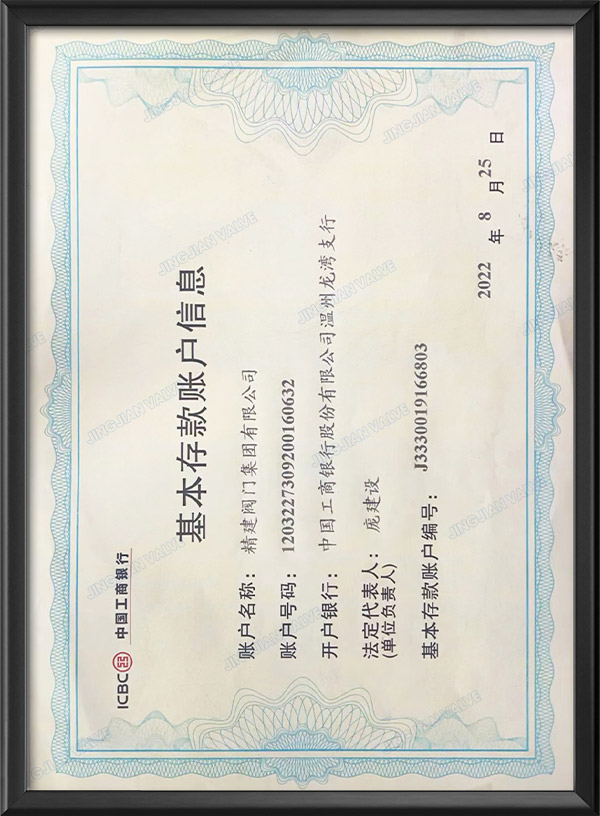 ICBC 中国工商银行
基本存款账户信息
账户名称： 精建阀门集团有限公司
账户号码： 1203227309200160632
开户银行： 中国工商银行股份有限公司温州龙湾支行
法定代表人： 庞建设
(单位负责人)
基本存款账户编号： J3330019166803
2022 年 8 月 25 日
JINGJIAN VALVE